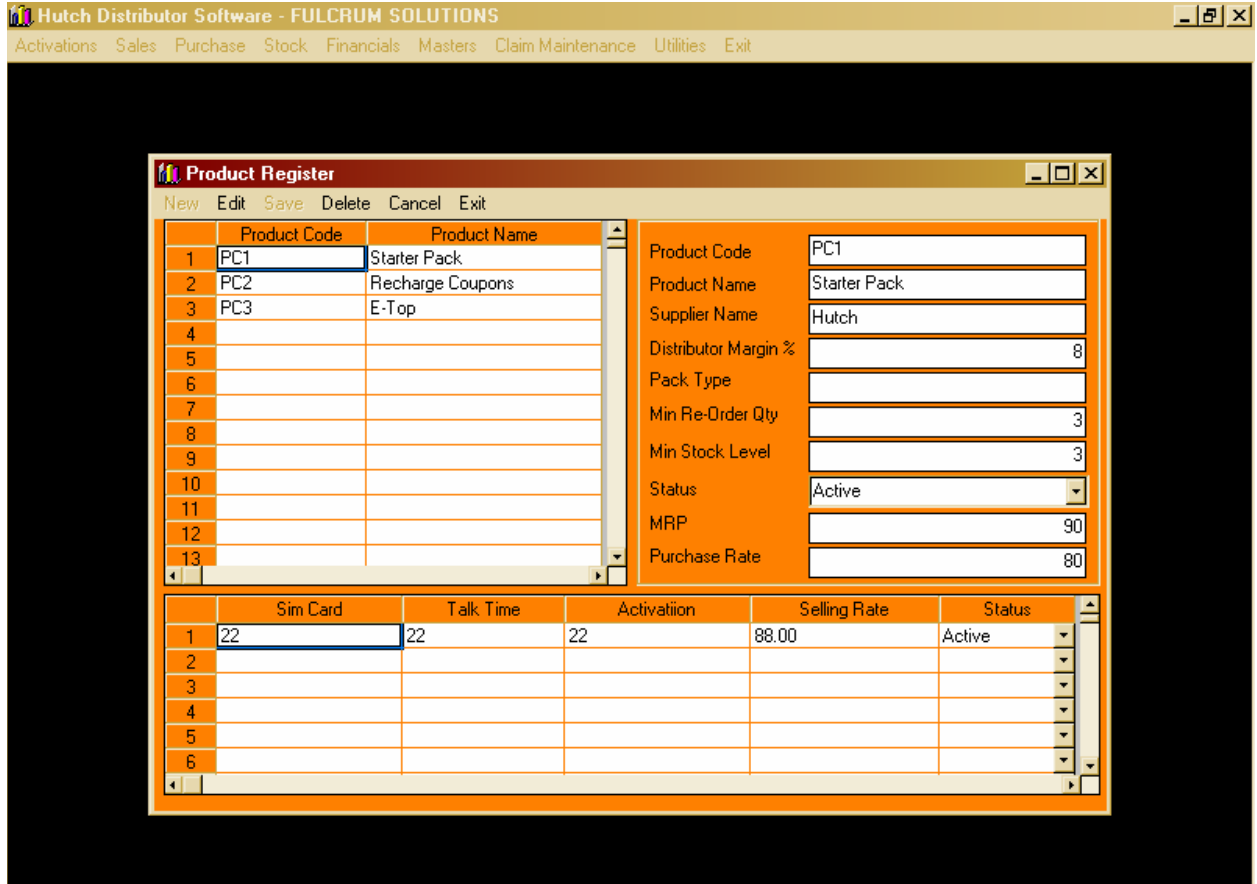 Hutch Distributor Software - FULCRUM SOLUTIONS
Activations Sales Purchase Stock Financials Masters Claim Maintenance Utilities Exit
Product Register
New Edit Save Delete Cancel Exit
Product Code Product Name
1 PC1 Starter Pack
2 PC2 Recharge Coupons
3 PC3 E-Top
4
5
6
7
8
9
10
11
12
13
Product Code PC1
Product Name Starter Pack
Supplier Name Hutch
Distributor Margin % 8
Pack Type
Min Re-Order Qty 3
Min Stock Level 3
Status Active
MRP 90
Purchase Rate 80
Sim Card Talk Time Activatiion Selling Rate Status
1 22 22 22 88.00 Active
2
3
4
5
6